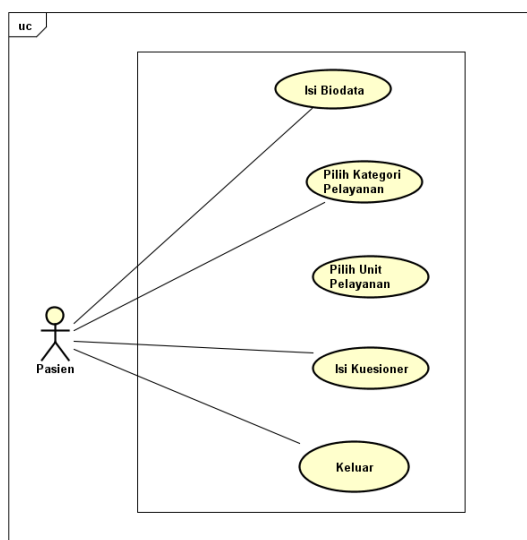 uc
Isi Biodata
Pilih Kategori
Pelayanan
Pilih Unit
Pelayanan
Pasien
Isi Kuesioner
Keluar